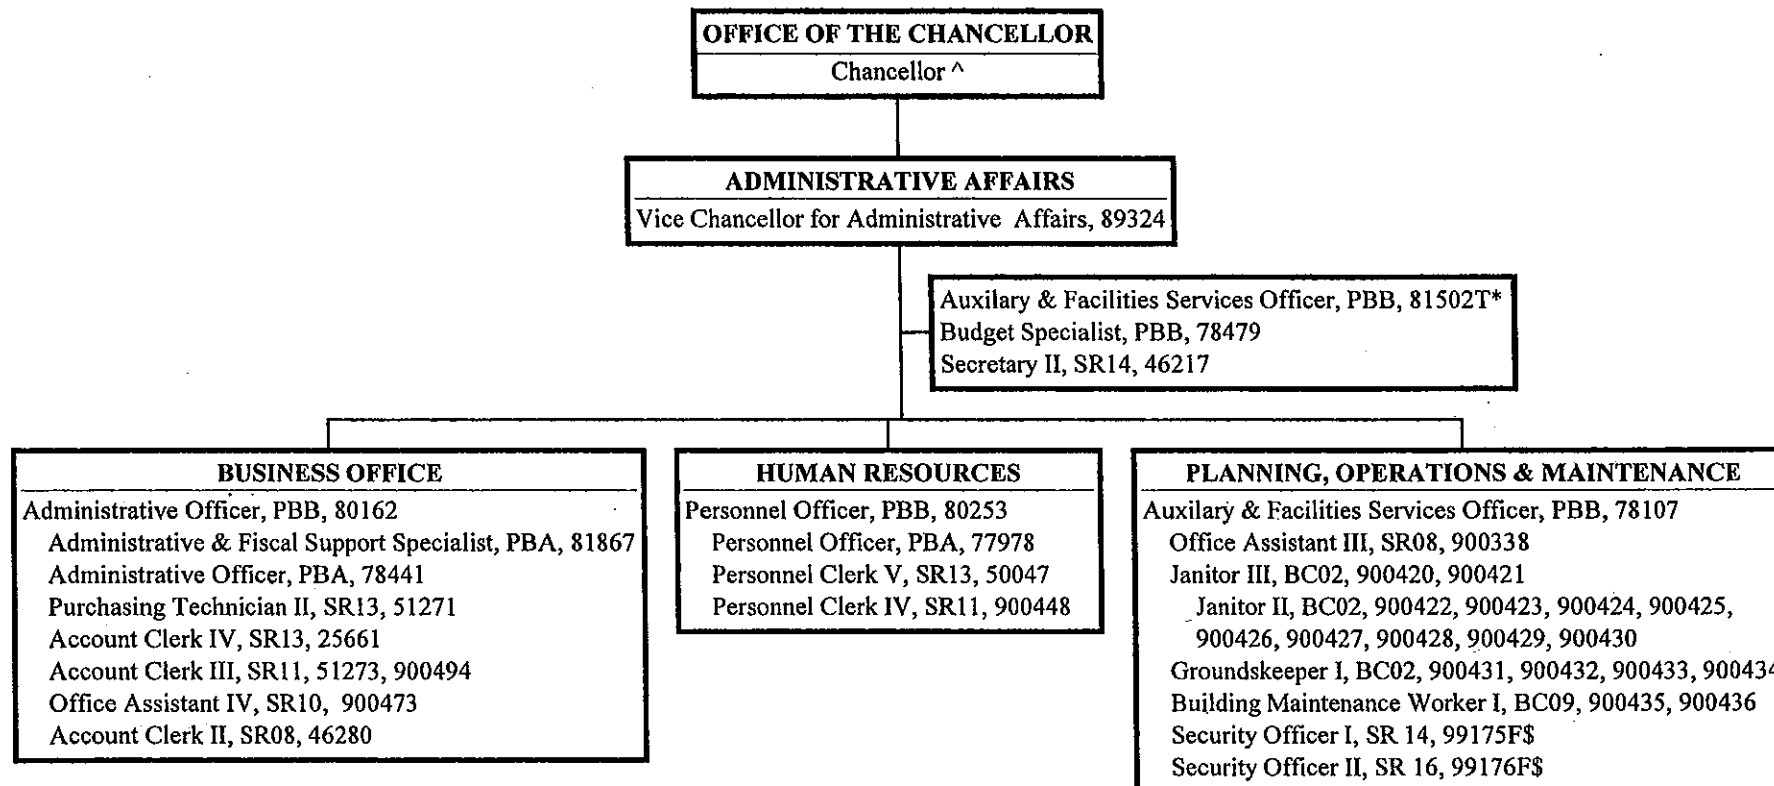 OFFICE OF THE CHANCELLOR
Chancellor ^
ADMINISTRATIVE AFFAIRS
Vice Chancellor for Administrative Affairs, 89324
Auxilary & Facilities Services Officer, PBB, 81502T*
Budget Specialist, PBB, 78479
Secretary II, SR14, 46217
BUSINESS OFFICE
Administrative Officer, PBB, 80162
Administrative & Fiscal Support Specialist, PBA, 81867
Administrative Officer, PBA, 78441
Purchasing Technician II, SR13, 51271
Account Clerk IV, SR13, 25661
Account Clerk III, SR11, 51273, 900494
Office Assistant IV, SR10, 900473
Account Clerk II, SR08, 46280
HUMAN RESOURCES
Personnel Officer, PBB, 80253
Personnel Officer, PBA, 77978
Personnel Clerk V, SR13, 50047
Personnel Clerk IV, SR11, 900448
PLANNING, OPERATIONS & MAINTENANCE
Auxilary & Facilities Services Officer, PBB, 78107
Office Assistant III, SR08, 900338
Janitor III, BC02, 900420, 900421
Janitor II, BC02, 900422, 900423, 900424, 900425,
900426, 900427, 900428, 900429, 900430
Groundskeeper I, BC02, 900431, 900432, 900433, 900434
Building Maintenance Worker I, BC09, 900435, 900436
Security Officer I, SR 14, 99175F$
Security Officer II, SR 16, 99176F$